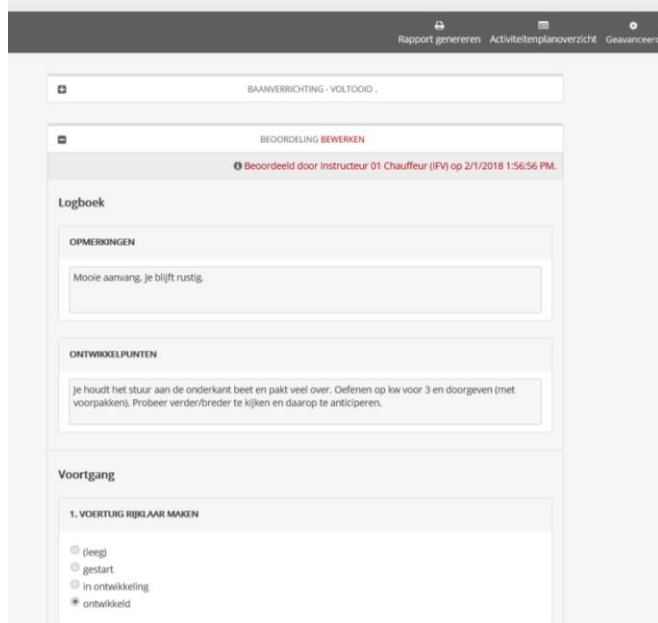 Rapport genereren Activiteitenplanoverzicht Geavanceerd
BAANVERRICHTING - VOLTOOID .
BEOORDELING BEWERKEN
Beoordeeld door Instructeur 01 Chauffeur (IFV) op 2/1/2018 1:56:56 PM.
Logboek
OPMERKINGEN
Mooie aanvang. Je blijft rustig.
ONTWIKKELPUNTEN
Je houdt het stuur aan de onderkant beet en pakt veel over. Oefenen op kw voor 3 en doorgeven (met
voorpakken). Probeer verder/breder te kijken en daarop te anticiperen.
Voortgang
1. VOERTUIG RIJKLAAR MAKEN
(leeg)
gestart
in ontwikkeling
ontwikkeld